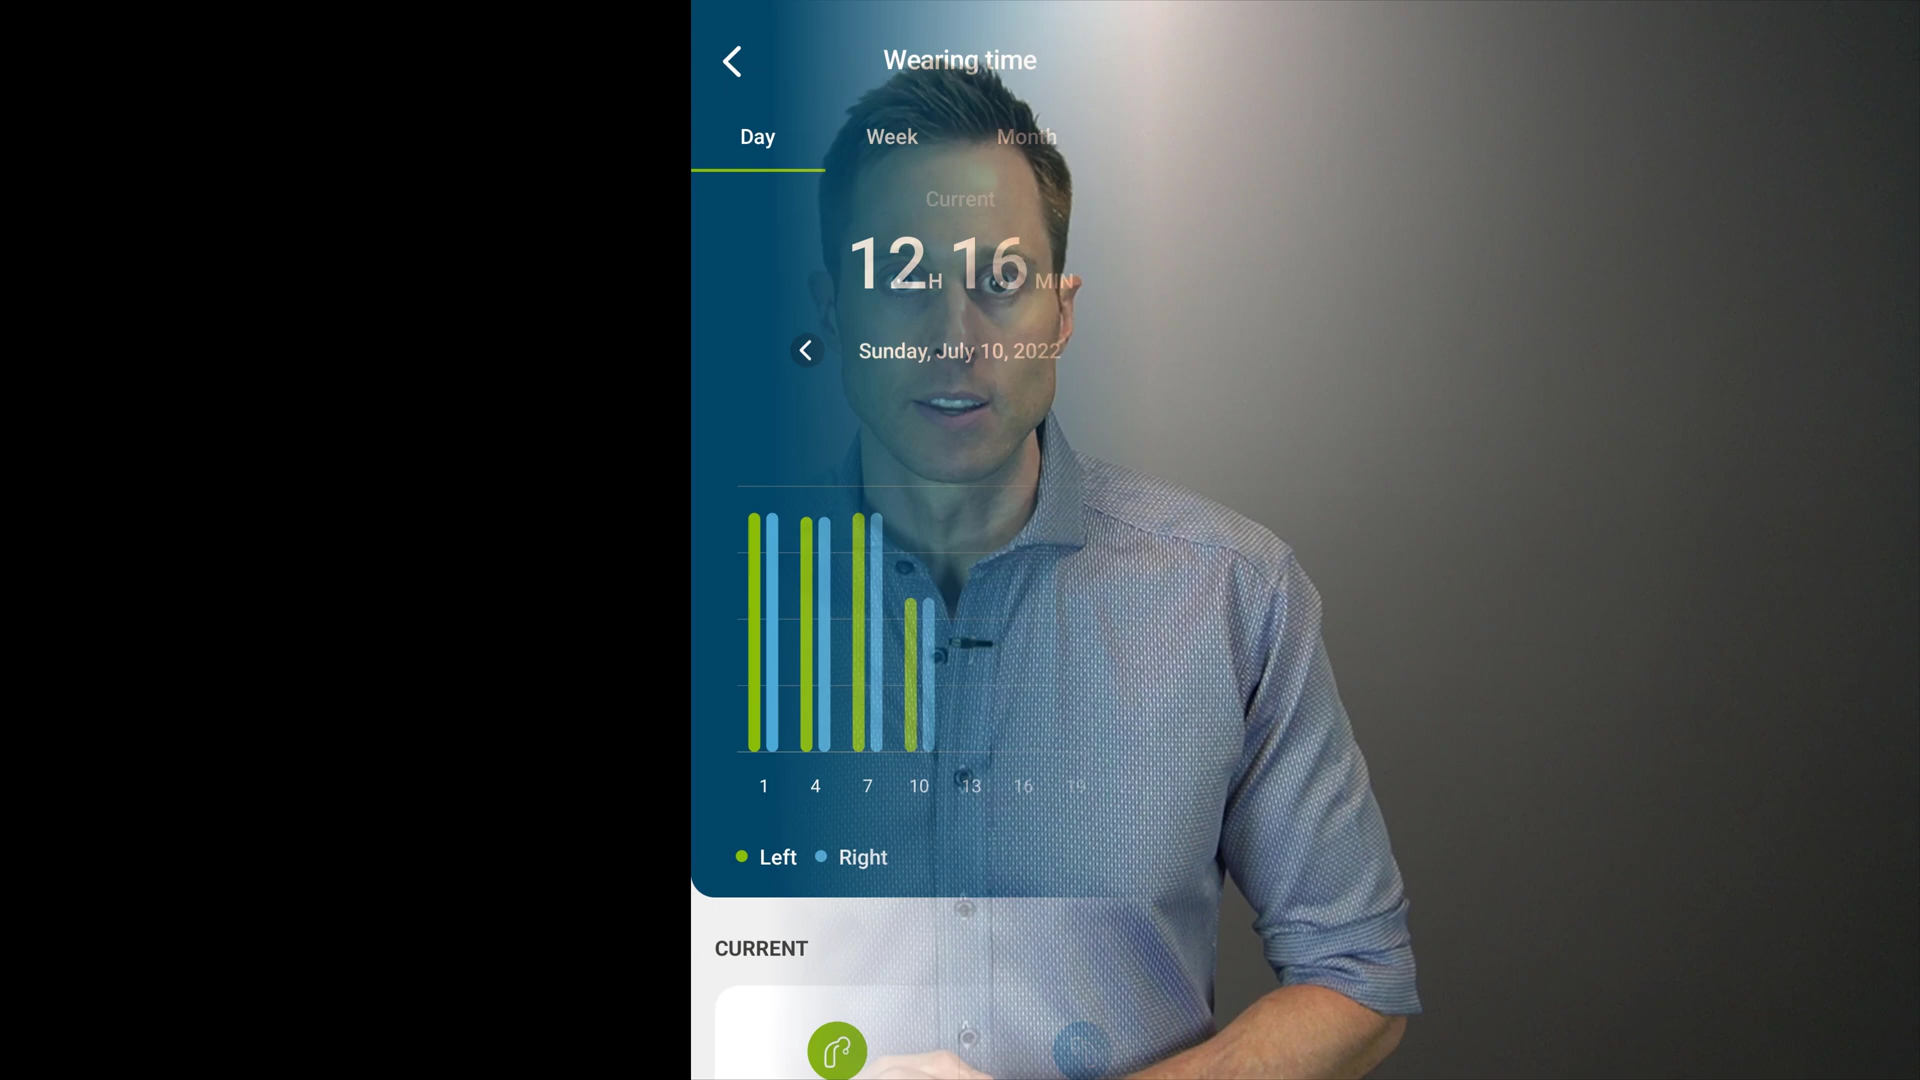 Wearing time
Day Week Month
Current
12 H 16 MIN
Sunday, July 10, 2022
1 4 7 10 13 16 19
Left Right
CURRENT